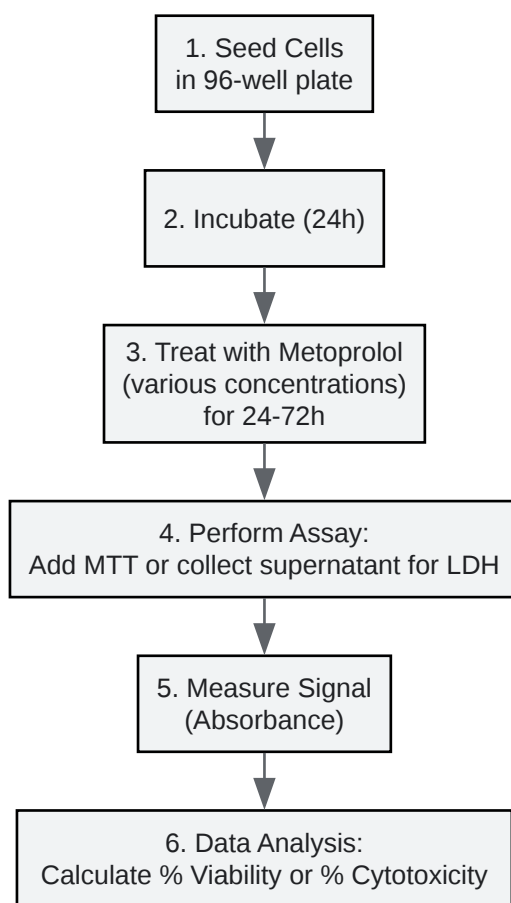 1. Seed Cells
in 96-well plate
2. Incubate (24h)
3. Treat with Metoprolol
(various concentrations)
for 24-72h
4. Perform Assay:
Add MTT or collect supernatant for LDH
5. Measure Signal
(Absorbance)
6. Data Analysis:
Calculate % Viability or % Cytotoxicity